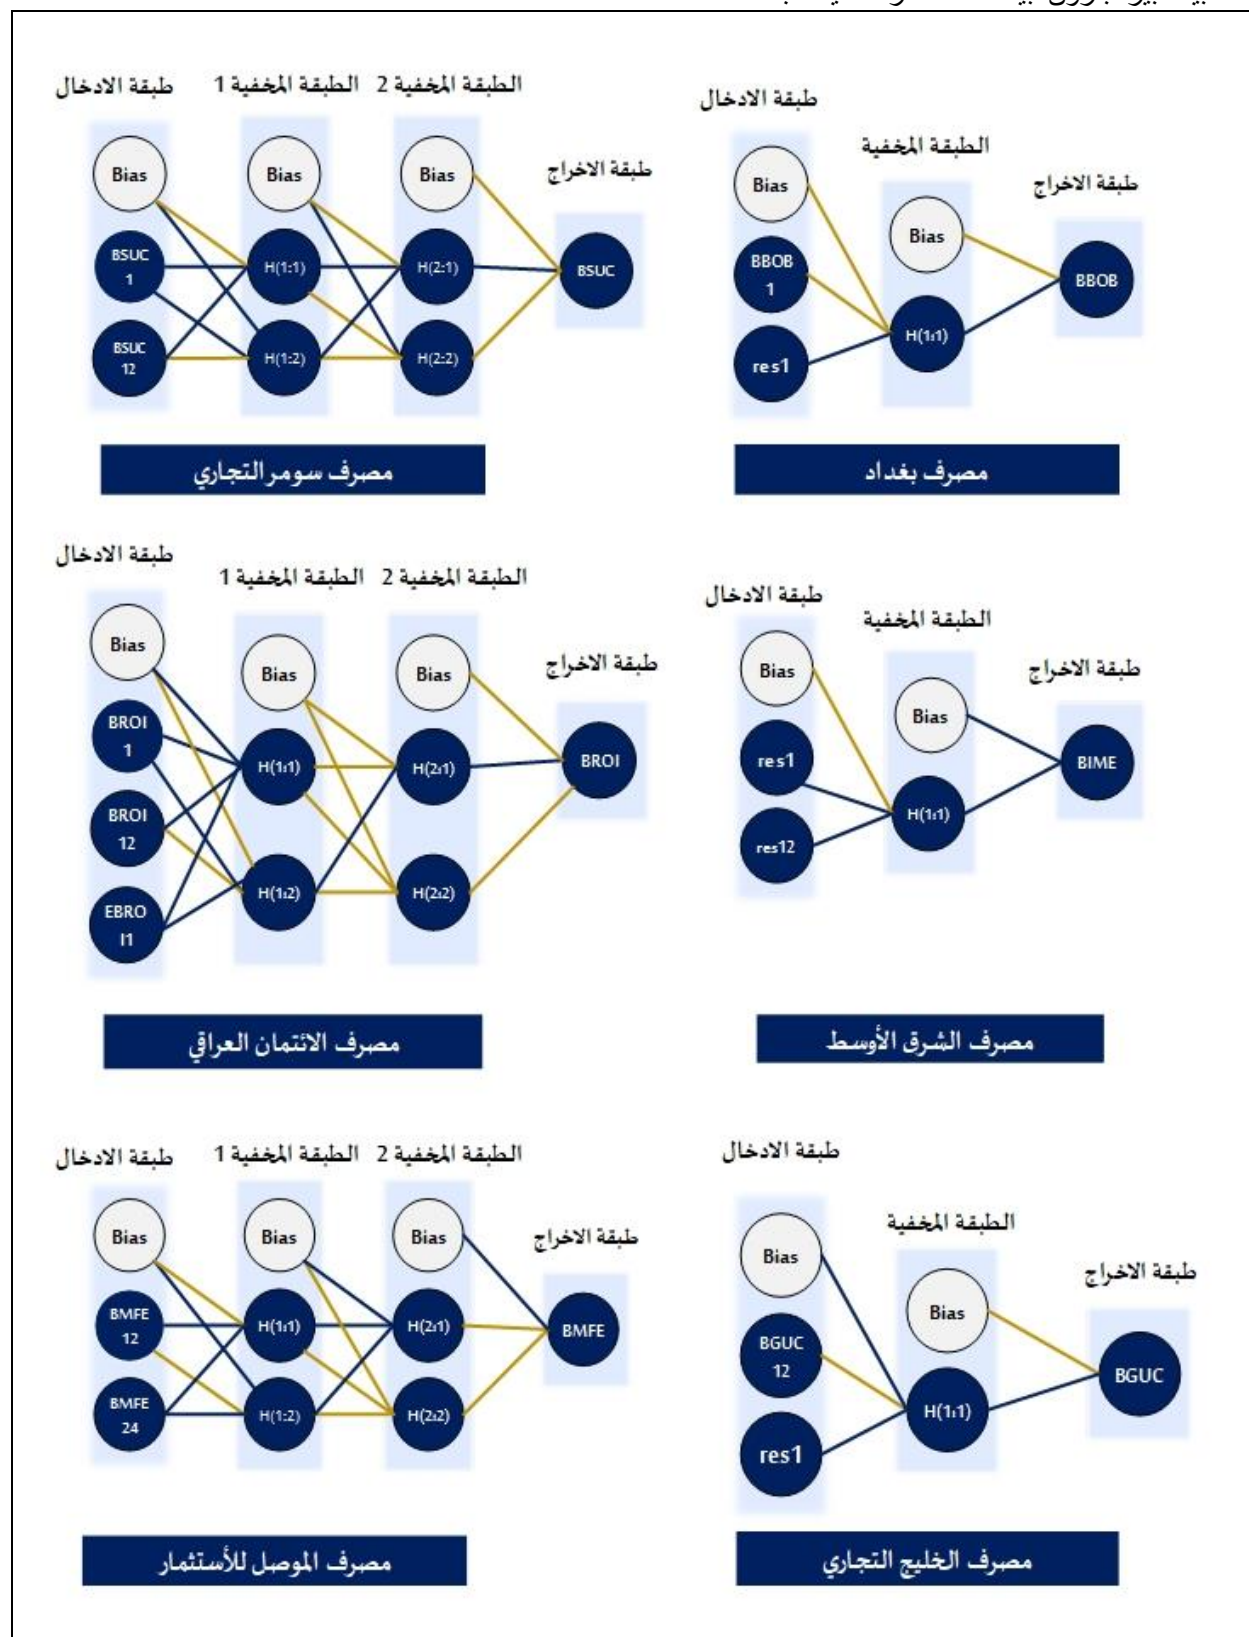 طبقة الادخال
الطبقة المخفية 1
الطبقة المخفية 2
طبقة الاخراج
Bias
Bias
Bias
BSUC
1
H(1:1)
H(2:1)
BSUC
BSUC
12
H(1:2)
H(2:2)
مصرف سومر التجاري
طبقة الادخال
الطبقة المخفية
طبقة الاخراج
Bias
Bias
BBOB
1
BBOB
res1
H(1:1)
مصرف بغداد
طبقة الادخال
الطبقة المخفية 1
الطبقة المخفية 2
طبقة الاخراج
Bias
Bias
Bias
BROI
1
H(1:1)
H(2:1)
BROI
BROI
12
EBRO
I1
H(1:2)
H(2:2)
مصرف الائتمان العراقي
طبقة الادخال
الطبقة المخفية
طبقة الاخراج
Bias
Bias
res1
BIME
res12
H(1:1)
مصرف الشرق الأوسط
طبقة الادخال
الطبقة المخفية 1
الطبقة المخفية 2
طبقة الاخراج
Bias
Bias
Bias
BMFE
12
H(1:1)
H(2:1)
BMFE
BMFE
24
H(1:2)
H(2:2)
مصرف الموصل للأستثمار
طبقة الادخال
الطبقة المخفية
طبقة الاخراج
Bias
Bias
BGUC
12
BGUC
res1
H(1:1)
مصرف الخليج التجاري